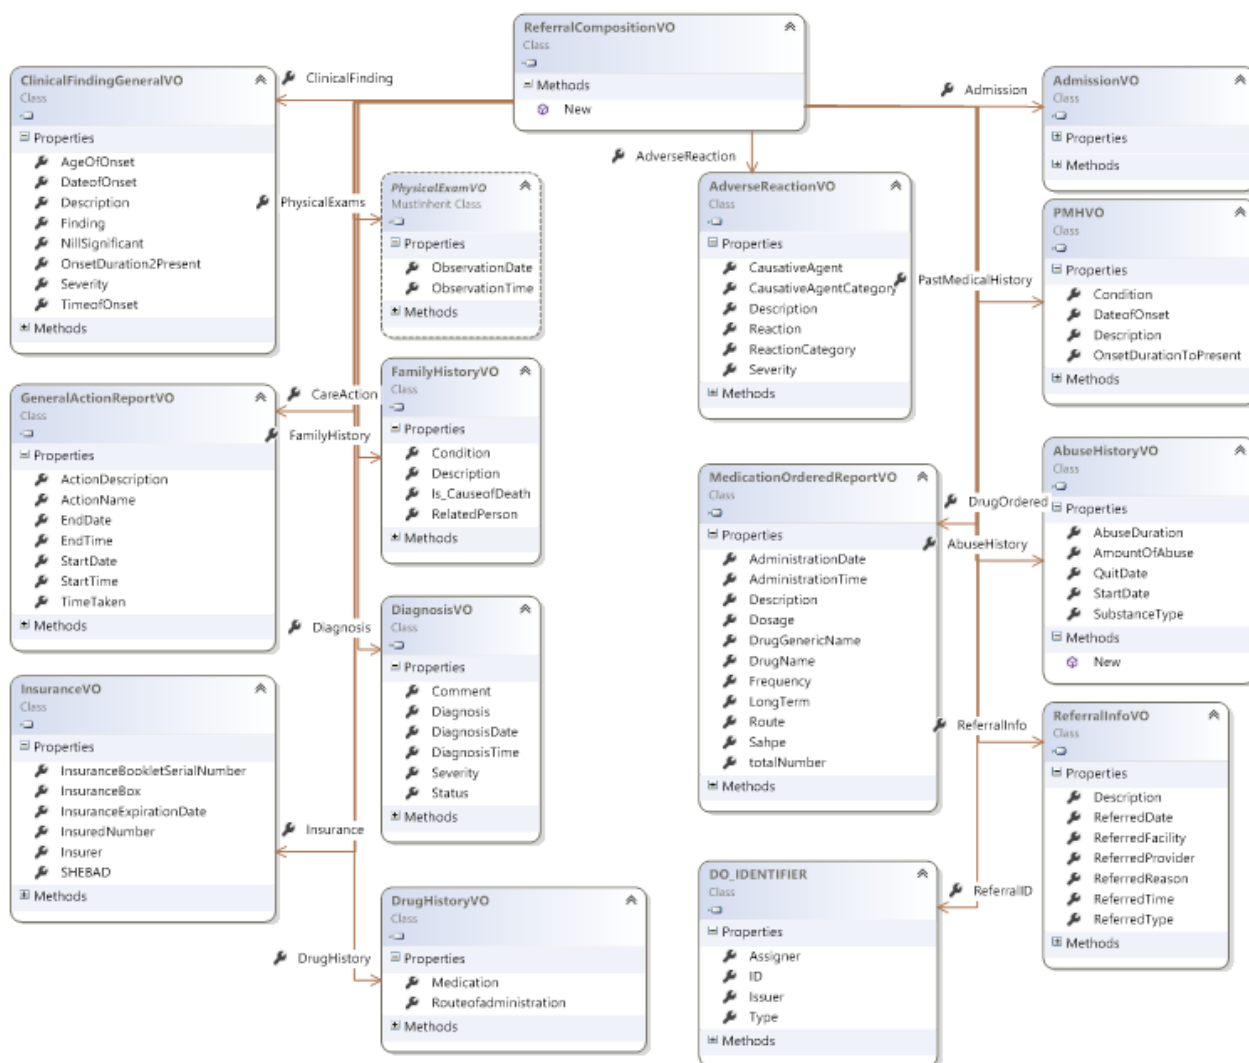 ReferralCompositionVO
Class
Methods
New
ClinicalFinding
ClinicalFindingGeneralVO
Class
Properties
AgeOfOnset
DateofOnset
Description
Finding
NillSignificant
OnsetDuration2Present
Severity
TimeofOnset
Methods
PhysicalExams
PhysicalExamVO
MustInherit Class
Properties
ObservationDate
ObservationTime
Methods
AdverseReaction
AdverseReactionVO
Class
Properties
CausativeAgent
CausativeAgentCategory
Description
Reaction
ReactionCategory
Severity
Methods
Admission
AdmissionVO
Class
Properties
Methods
PastMedicalHistory
PMHVO
Class
Properties
Condition
DateofOnset
Description
OnsetDurationToPresent
Methods
CareAction
GeneralActionReportVO
Class
Properties
ActionDescription
ActionName
EndDate
EndTime
StartDate
StartTime
TimeTaken
Methods
FamilyHistory
FamilyHistoryVO
Class
Properties
Condition
Description
Is_CauseofDeath
RelatedPerson
Methods
DrugOrdered
MedicationOrderedReportVO
Class
Properties
AdministrationDate
AdministrationTime
Description
Dosage
DrugGenericName
DrugName
Frequency
LongTerm
Route
Sahpe
totalNumber
Methods
AbuseHistory
AbuseHistoryVO
Class
Properties
AbuseDuration
AmountOfAbuse
QuitDate
StartDate
SubstanceType
Methods
New
Diagnosis
DiagnosisVO
Class
Properties
Comment
Diagnosis
DiagnosisDate
DiagnosisTime
Severity
Status
Methods
Insurance
InsuranceVO
Class
Properties
InsuranceBookletSerialNumber
InsuranceBox
InsuranceExpirationDate
InsuredNumber
Insurer
SHEBAD
Methods
ReferralInfo
ReferralInfoVO
Class
Properties
Description
ReferredDate
ReferredFacility
ReferredProvider
ReferredReason
ReferredTime
ReferredType
Methods
DrugHistory
DrugHistoryVO
Class
Properties
Medication
Routeofadministration
Methods
ReferralID
DO_IDENTIFIER
Class
Properties
Assigner
ID
Issuer
Type
Methods